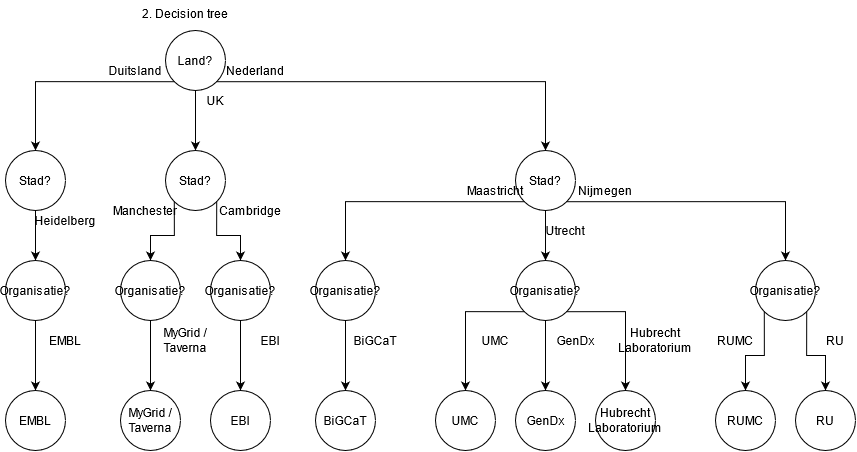 2. Decision tree
Land?
Duitsland
Nederland
UK
Stad?
Stad?
Stad?
Maastricht
Nijmegen
Manchester
Cambridge
Heidelberg
Utrecht
Organisatie?
Organisatie?
Organisatie?
Organisatie?
Organisatie?
Organisatie?
EMBL
MyGrid /
Taverna
EBI
BiGCaT
UMC
GenDx
Hubrecht
Laboratorium
RUMC
RU
EMBL
MyGrid /
Taverna
EBI
BiGCaT
UMC
GenDx
Hubrecht
Laboratorium
RUMC
RU